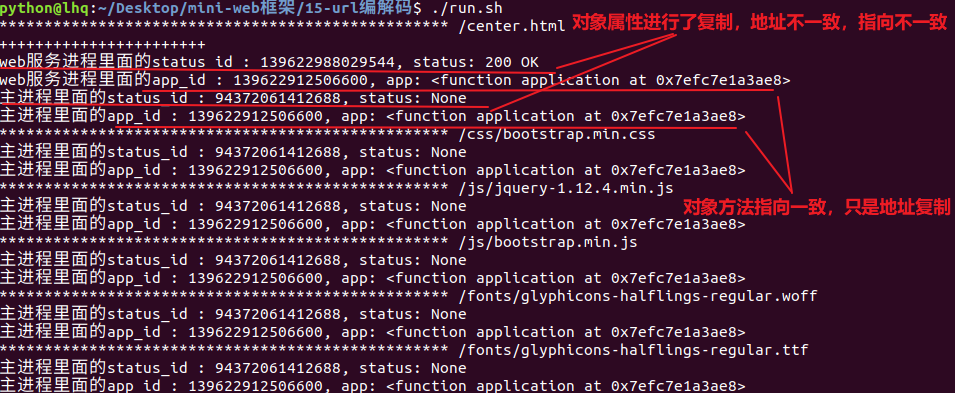 python@lhq:~/Desktop/mini-web框架/15-url编解码$ ./run.sh
************************************************** /center.html
对象属性进行了复制，地址不一致，指向不一致
+++++++++++++++++++++++
web服务进程里面的status_id : 139622988029544, status: 200 OK
web服务进程里面的app_id : 139622912506600, app: <function application at 0x7efc7e1a3ae8>
主进程里面的status_id : 94372061412688, status: None
主进程里面的app_id : 139622912506600, app: <function application at 0x7efc7e1a3ae8>
************************************************** /css/bootstrap.min.css
主进程里面的status_id : 94372061412688, status: None
主进程里面的app_id : 139622912506600, app: <function application at 0x7efc7e1a3ae8>
************************************************** /js/jquery-1.12.4.min.js
主进程里面的status_id : 94372061412688, status: None
对象方法指向一致，只是地址复制
主进程里面的app_id : 139622912506600, app: <function application at 0x7efc7e1a3ae8>
************************************************** /js/bootstrap.min.js
主进程里面的status_id : 94372061412688, status: None
主进程里面的app_id : 139622912506600, app: <function application at 0x7efc7e1a3ae8>
************************************************** /fonts/glyphicons-halflings-regular.woff
主进程里面的status_id : 94372061412688, status: None
主进程里面的app_id : 139622912506600, app: <function application at 0x7efc7e1a3ae8>
************************************************** /fonts/glyphicons-halflings-regular.ttf
主进程里面的status_id : 94372061412688, status: None
主进程里面的app_id : 139622912506600, app: <function application at 0x7efc7e1a3ae8>